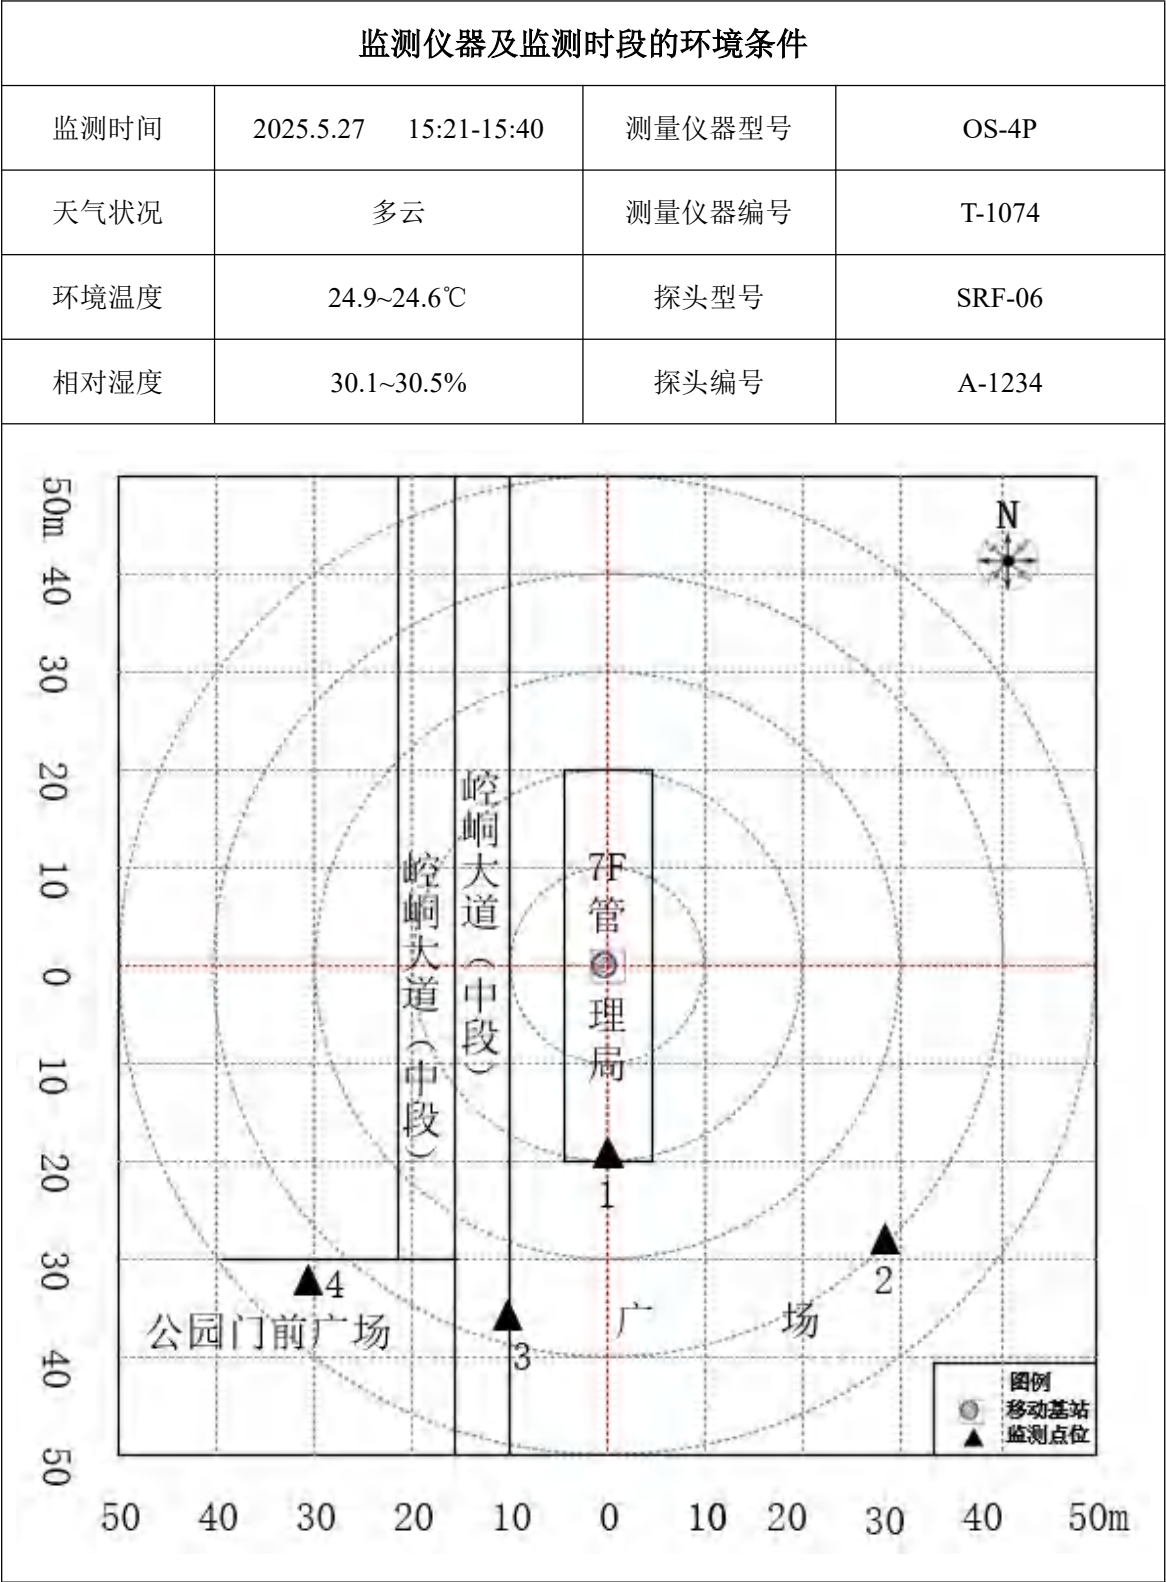 监测仪器及监测时段的环境条件
监测时间 2025.5.27 15:21-15:40 测量仪器型号 OS-4P
天气状况 多云 测量仪器编号 T-1074
环境温度 24.9~24.6℃ 探头型号 SRF-06
相对湿度 30.1~30.5% 探头编号 A-1234
50m
40
30
20
10
0
10
20
30
40
50
N
崆峒大道（中段）
崆峒大道（中段）
7F
管
理
局
1
2
3
4
公园门前广场
广 场
图例
移动基站
监测点位
50 40 30 20 10 0 10 20 30 40 50m